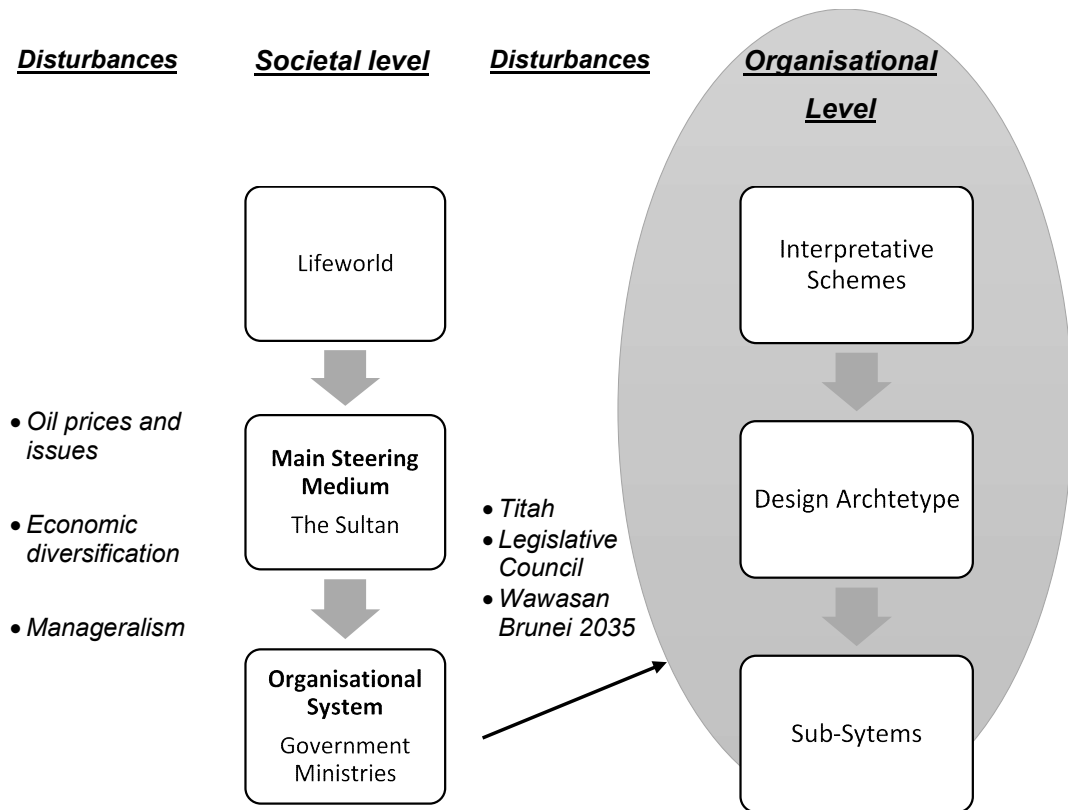 Disturbances
Societal level
Disturbances
Organisational
Level
Lifeworld
Interpretative
Schemes
• Oil prices and
issues
• Economic
diversification
• Manageralism
Main Steering
Medium
The Sultan
• Titah
• Legislative
Council
• Wawasan
Brunei 2035
Design Archtetype
Organisational
System
Government
Ministries
Sub-Sytems